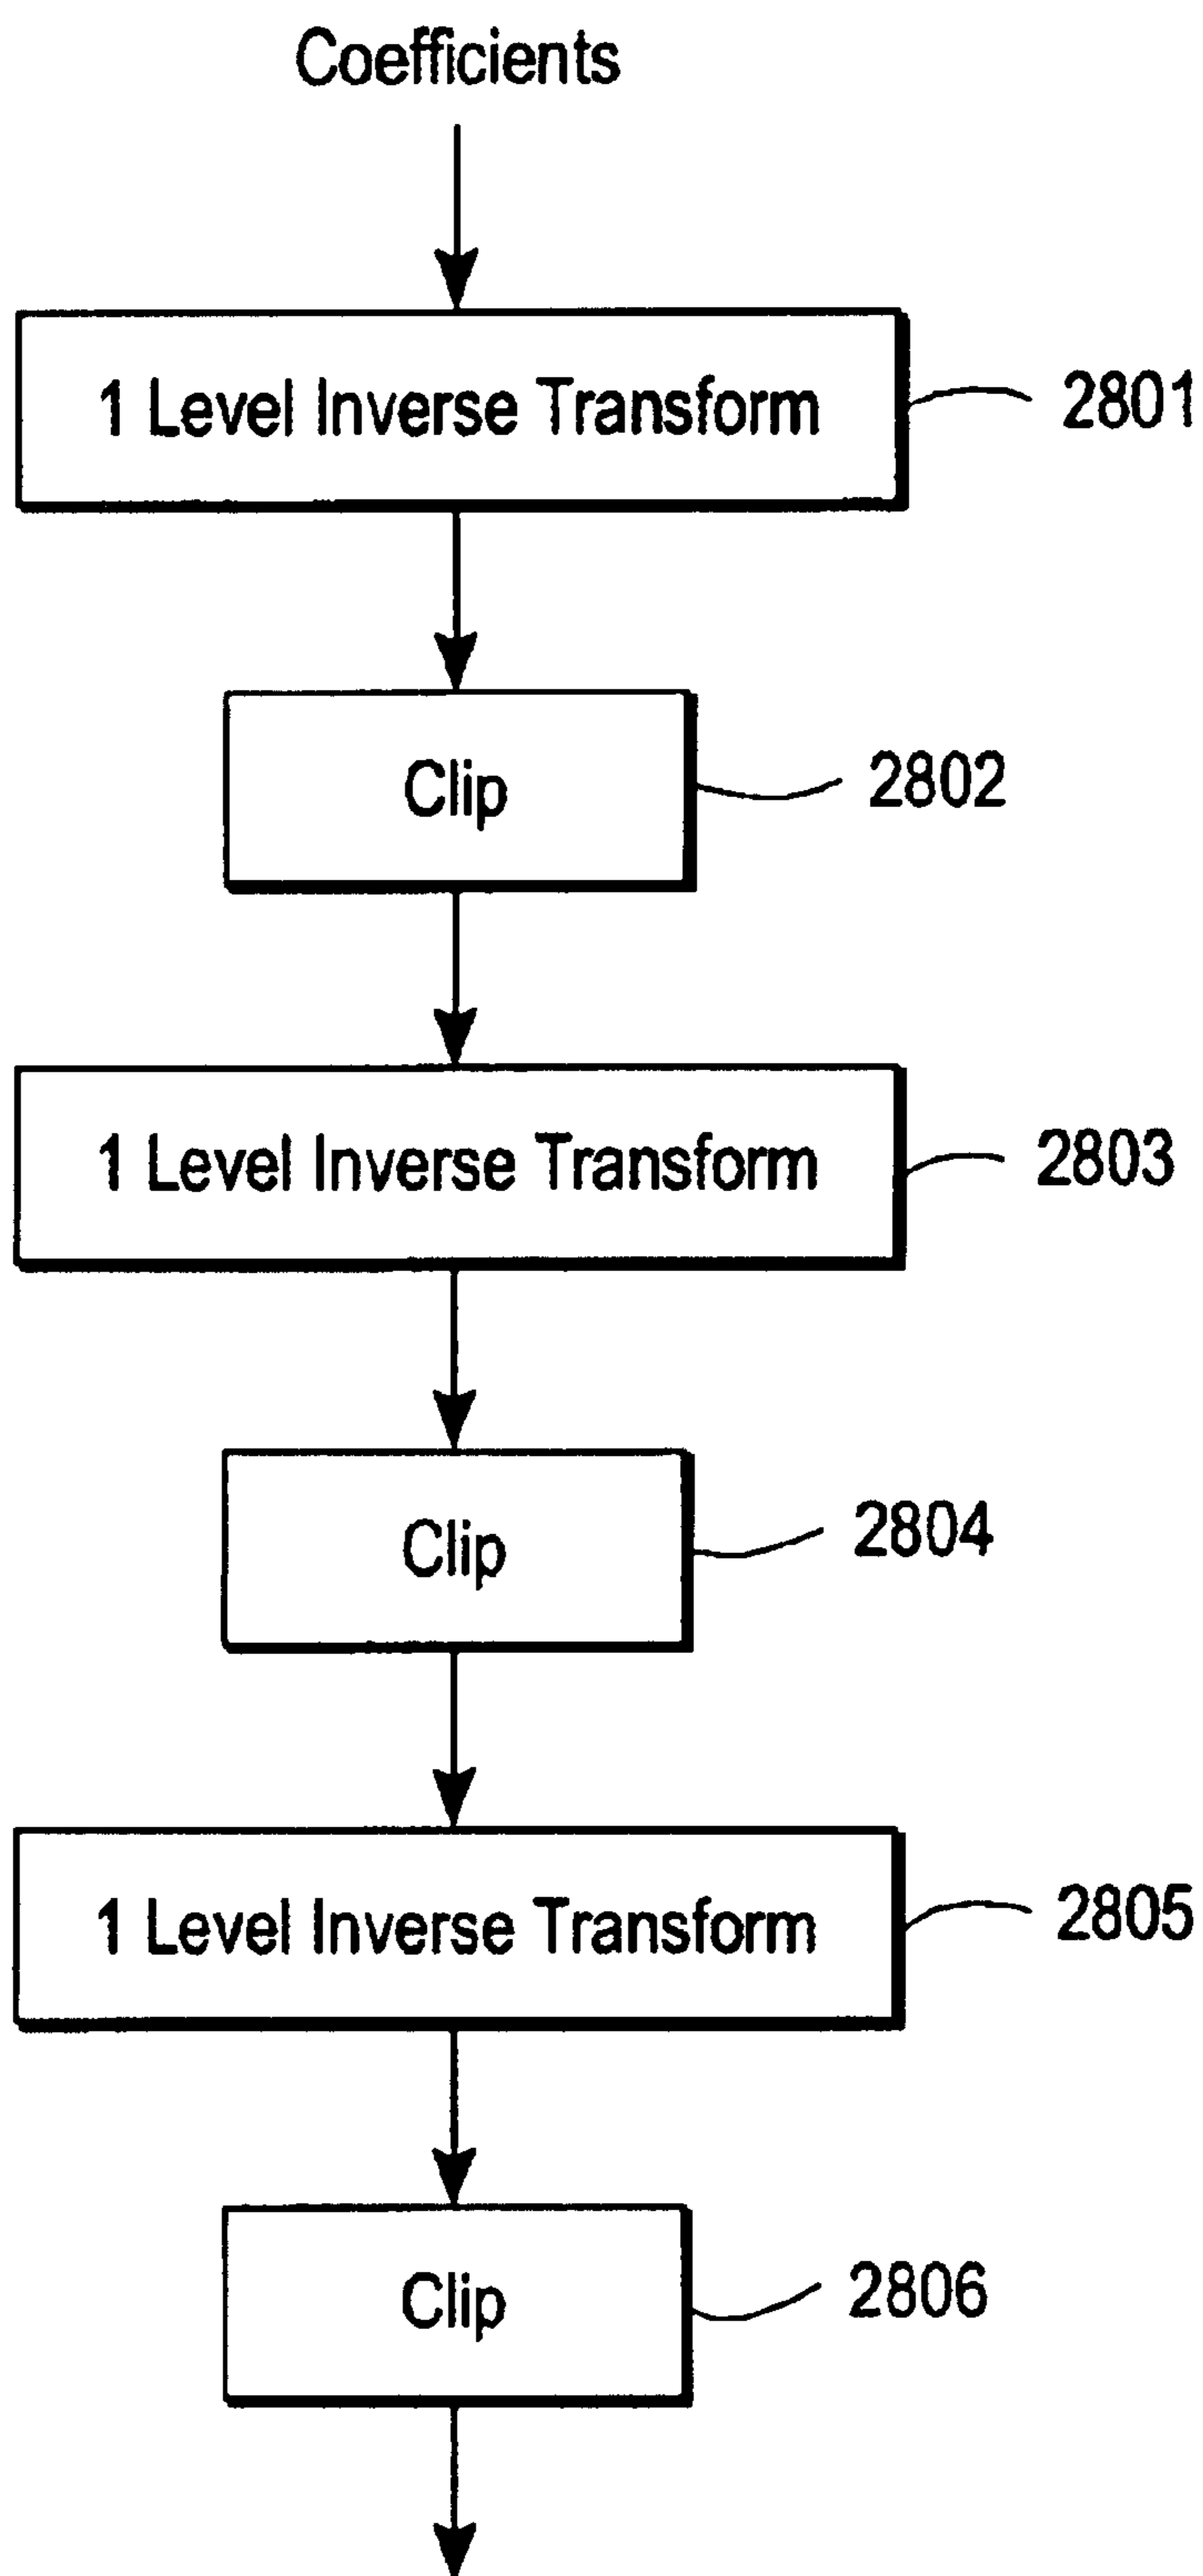 Coefficients
1 Level Inverse Transform
2801
Clip
2802
1 Level Inverse Transform
2803
Clip
2804
1 Level Inverse Transform
2805
Clip
2806